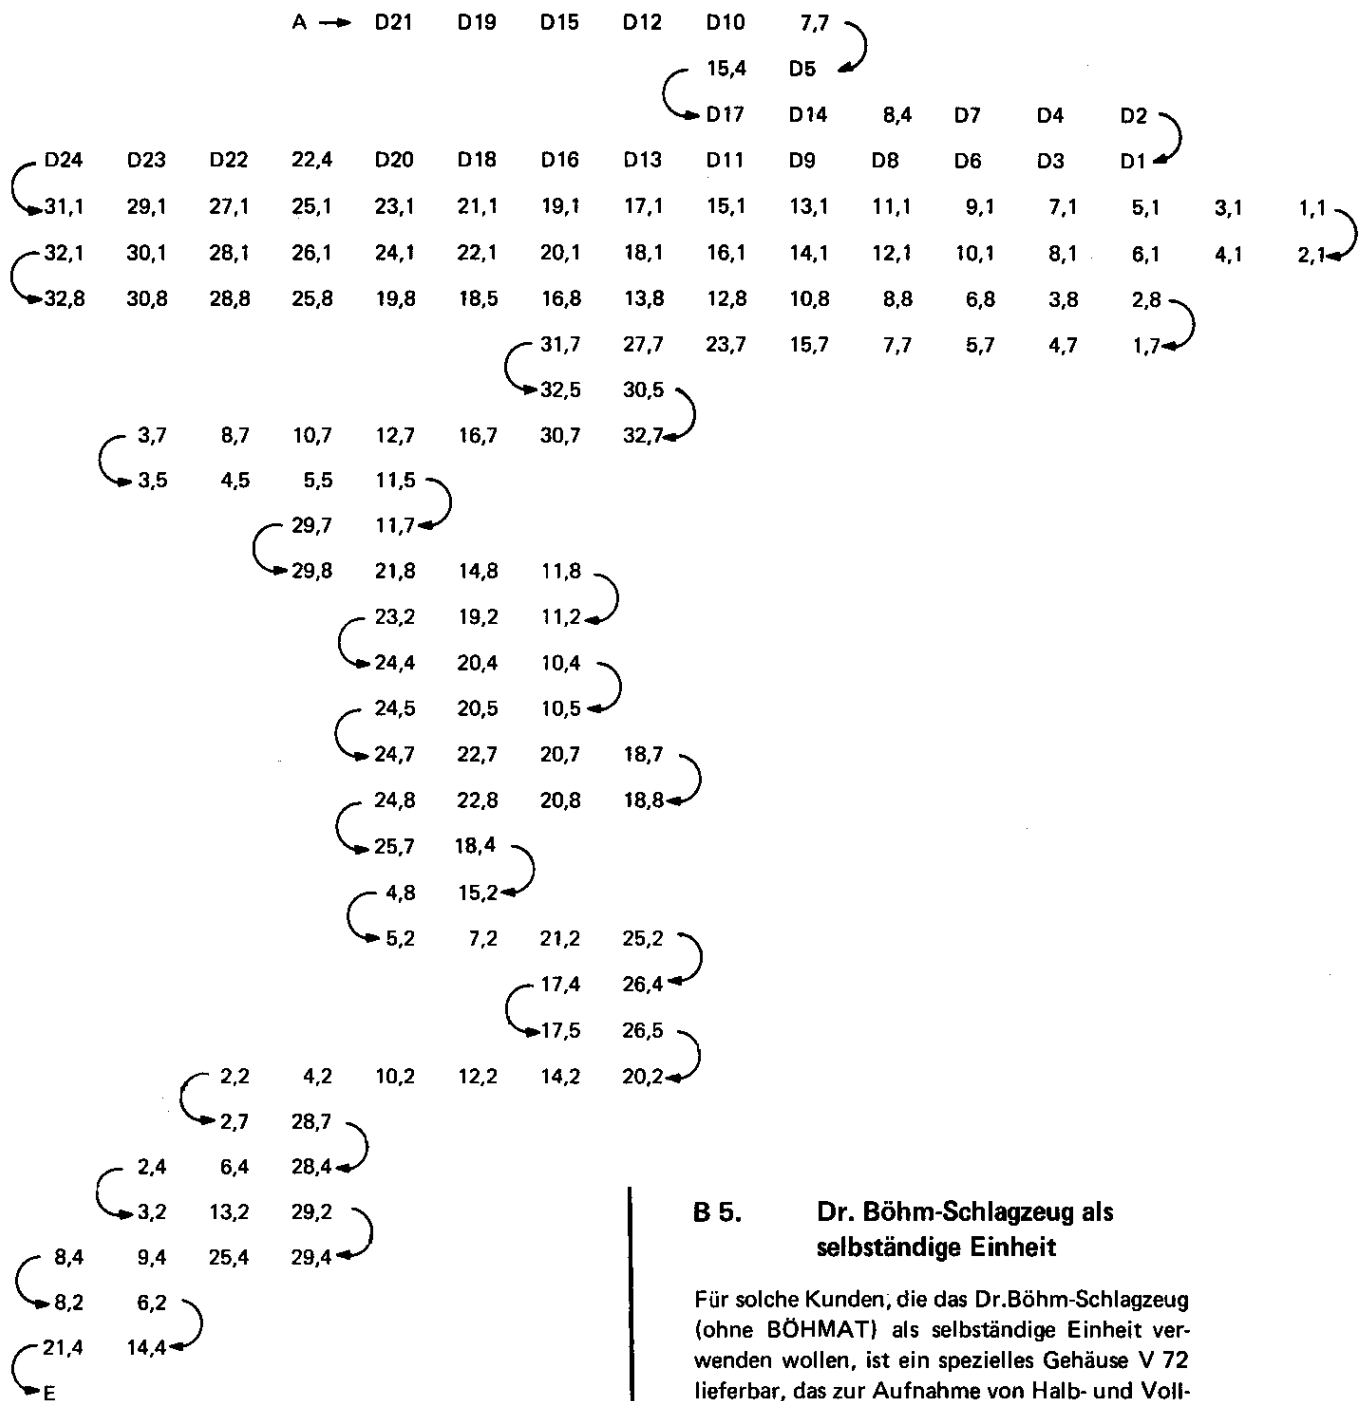 A → D21 D19 D15 D12 D10 7,7
15,4 D5
D17 D14 8,4 D7 D4 D2
D24 D23 D22 22,4 D20 D18 D16 D13 D11 D9 D8 D6 D3 D1
31,1 29,1 27,1 25,1 23,1 21,1 19,1 17,1 15,1 13,1 11,1 9,1 7,1 5,1 3,1 1,1
32,1 30,1 28,1 26,1 24,1 22,1 20,1 18,1 16,1 14,1 12,1 10,1 8,1 6,1 4,1 2,1
32,8 30,8 28,8 25,8 19,8 18,5 16,8 13,8 12,8 10,8 8,8 6,8 3,8 2,8
31,7 27,7 23,7 15,7 7,7 5,7 4,7 1,7
32,5 30,5
3,7 8,7 10,7 12,7 16,7 30,7 32,7
3,5 4,5 5,5 11,5
29,7 11,7
29,8 21,8 14,8 11,8
23,2 19,2 11,2
24,4 20,4 10,4
24,5 20,5 10,5
24,7 22,7 20,7 18,7
24,8 22,8 20,8 18,8
25,7 18,4
4,8 15,2
5,2 7,2 21,2 25,2
17,4 26,4
17,5 26,5
2,2 4,2 10,2 12,2 14,2 20,2
2,7 28,7
2,4 6,4 28,4
3,2 13,2 29,2
8,4 9,4 25,4 29,4
8,2 6,2
21,4 14,4
E
B 5. Dr. Böhm-Schlagzeug als
selbständige Einheit
Für solche Kunden, die das Dr.Böhm-Schlagzeug
(ohne BÖHMAT) als selbständige Einheit ver-
wenden wollen, ist ein spezielles Gehäuse V 72
lieferbar, das zur Aufnahme von Halb- und Voll-